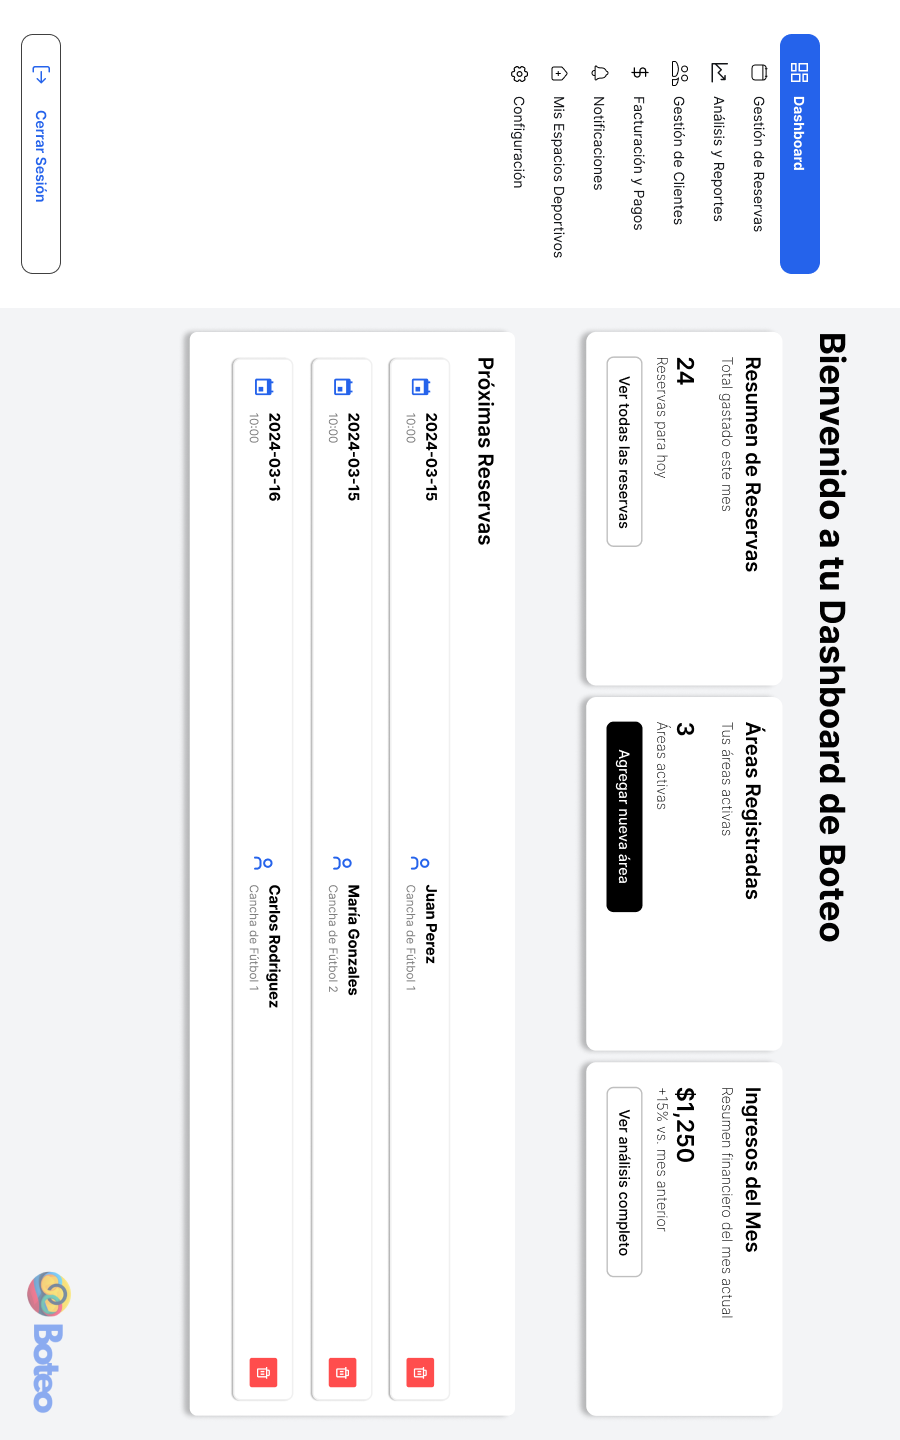 Dashboard
Gestión de Reservas
Análisis y Reportes
Gestión de Clientes
Facturación y Pagos
Notificaciones
Mis Espacios Deportivos
Configuración
Cerrar Sesión
Bienvenido a tu Dashboard de Boteo
Resumen de Reservas
Total gastado este mes
24
Reservas para hoy
Ver todas las reservas
Áreas Registradas
Tus áreas activas
3
Áreas activas
Agregar nueva área
Ingresos del Mes
Resumen financiero del mes actual
$1,250
+15% vs. mes anterior
Ver análisis completo
Próximas Reservas
2024-03-15
10:00
Juan Perez
Cancha de Fútbol 1
2024-03-15
10:00
María Gonzales
Cancha de Fútbol 2
2024-03-16
10:00
Carlos Rodriguez
Cancha de Fútbol 1
Boteo